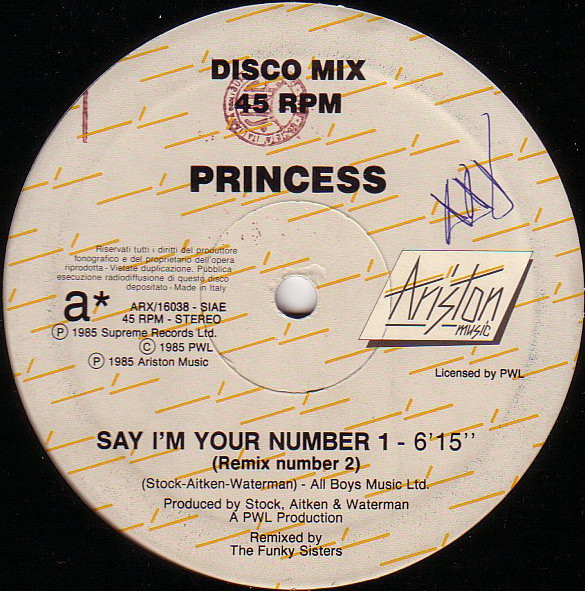 DISCO MIX
45 RPM
PRINCESS
Riservati tutti i diritti del produttore
fonografico e del proprietario dell'opera
riprodotta - Vietate duplicazione. Pubblica
esecuzione radiodiffusione di questo disco
depositato - Made in Italy
a*
ARX/16038 - SIAE
45 RPM - STEREO
Ⓟ 1985 Supreme Records Ltd.
© 1985 PWL
Ⓟ 1985 Ariston Music
Ariston
music
Licensed by PWL
SAY I'M YOUR NUMBER 1 - 6'15''
(Remix number 2)
(Stock-Aitken-Waterman) - All Boys Music Ltd.
Produced by Stock, Aitken & Waterman
A PWL Production
Remixed by
The Funky Sisters